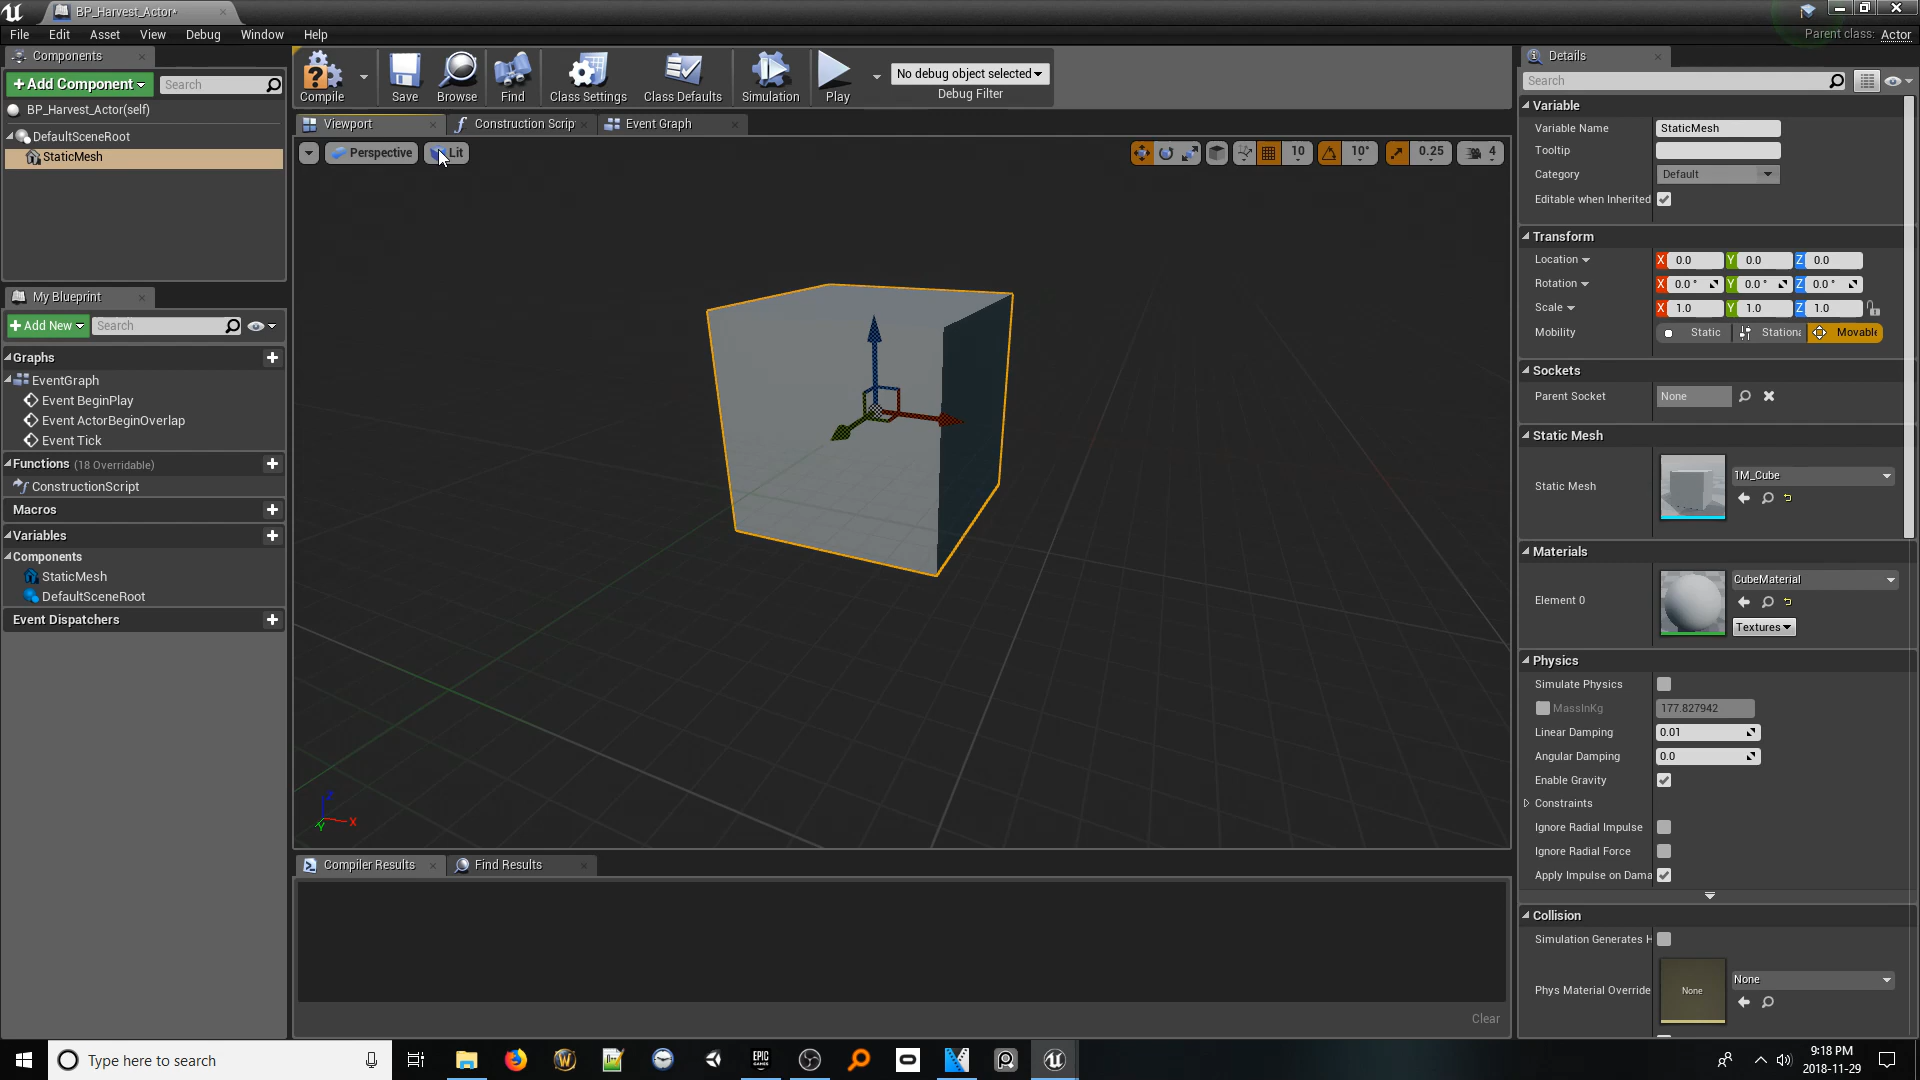 BP_Harvest_Actor*
File Edit Asset View Debug Window Help
Parent class: Actor
Components
+ Add Component
Search
BP_Harvest_Actor(self)
DefaultSceneRoot
StaticMesh
My Blueprint
+ Add New
Search
Graphs
EventGraph
Event BeginPlay
Event ActorBeginOverlap
Event Tick
Functions (18 Overridable)
ConstructionScript
Macros
Variables
Components
StaticMesh
DefaultSceneRoot
Event Dispatchers
Compile
Save
Browse
Find
Class Settings
Class Defaults
Simulation
Play
No debug object selected
Debug Filter
Viewport
Construction Scrip
Event Graph
Perspective
Lit
10
10°
0.25
4
Z
X
Y
Compiler Results
Find Results
Clear
Details
Search
Variable
Variable Name StaticMesh
Tooltip
Category Default
Editable when Inherited
Transform
Location X 0.0 Y 0.0 Z 0.0
Rotation X 0.0 ° Y 0.0 ° Z 0.0 °
Scale X 1.0 Y 1.0 Z 1.0
Mobility Static Stationa Movable
Sockets
Parent Socket None
Static Mesh
Static Mesh 1M_Cube
Materials
Element 0 CubeMaterial
Textures
Physics
Simulate Physics
MassInKg 177.827942
Linear Damping 0.01
Angular Damping 0.0
Enable Gravity
Constraints
Ignore Radial Impulse
Ignore Radial Force
Apply Impulse on Dama
Collision
Simulation Generates H
Phys Material Override None None
Type here to search
EPIC GAMES
9:18 PM
2018-11-29